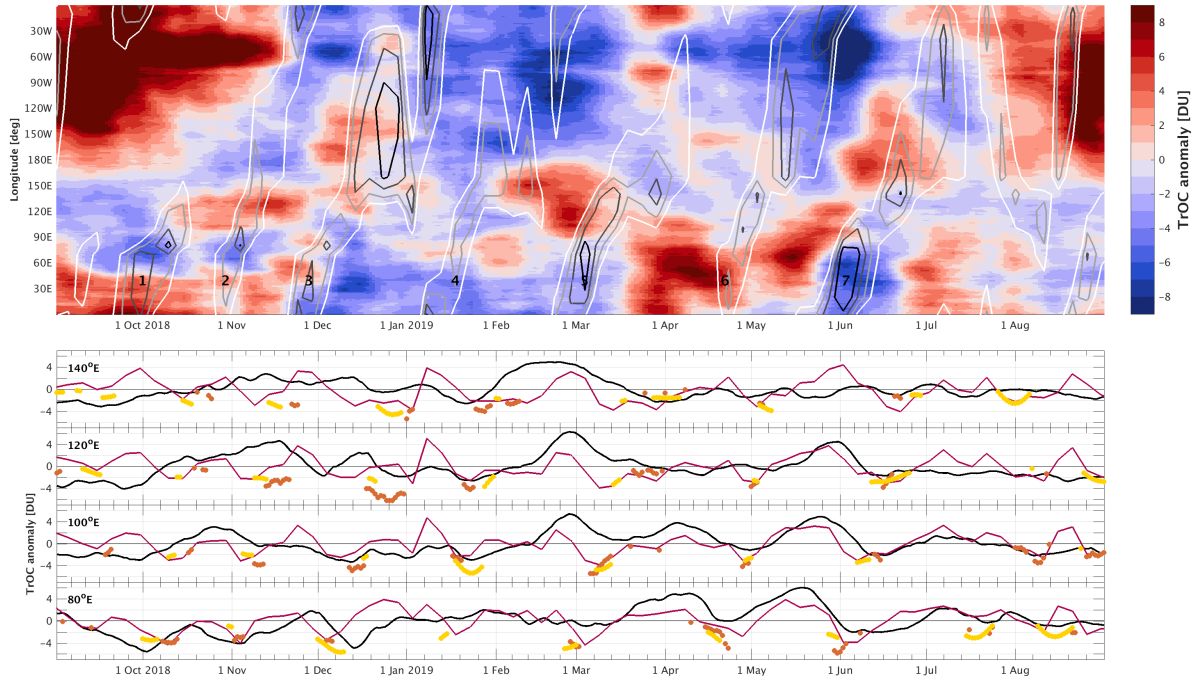 30W
60W
90W
120W
150W
180E
150E
120E
90E
60E
30E
Longitude [deg]
1 2 3 4 5 6 7
1 Oct 2018 1 Nov 1 Dec 1 Jan 2019 1 Feb 1 Mar 1 Apr 1 May 1 Jun 1 Jul 1 Aug
8
6
4
2
0
−2
−4
−6
−8
TrOC anomaly [DU]
TrOC anomaly [DU]
140°E
4
0
−4
120°E
4
0
−4
100°E
4
0
−4
80°E
4
0
−4
1 Oct 2018 1 Nov 1 Dec 1 Jan 2019 1 Feb 1 Mar 1 Apr 1 May 1 Jun 1 Jul 1 Aug